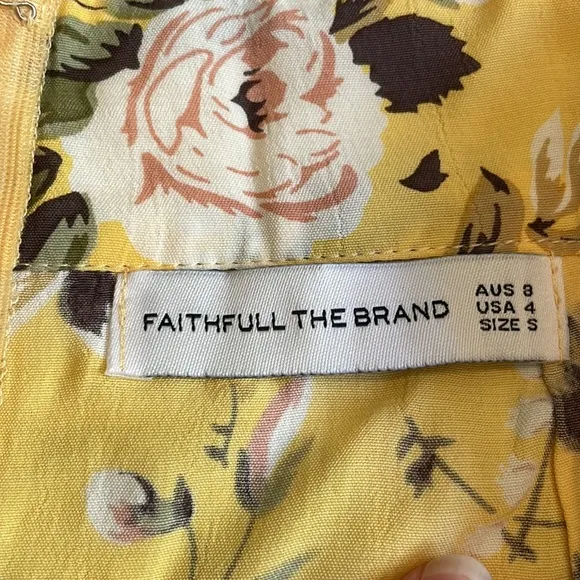 FAITHFULL THE BRAND
AUS 8
USA 4
SIZE S